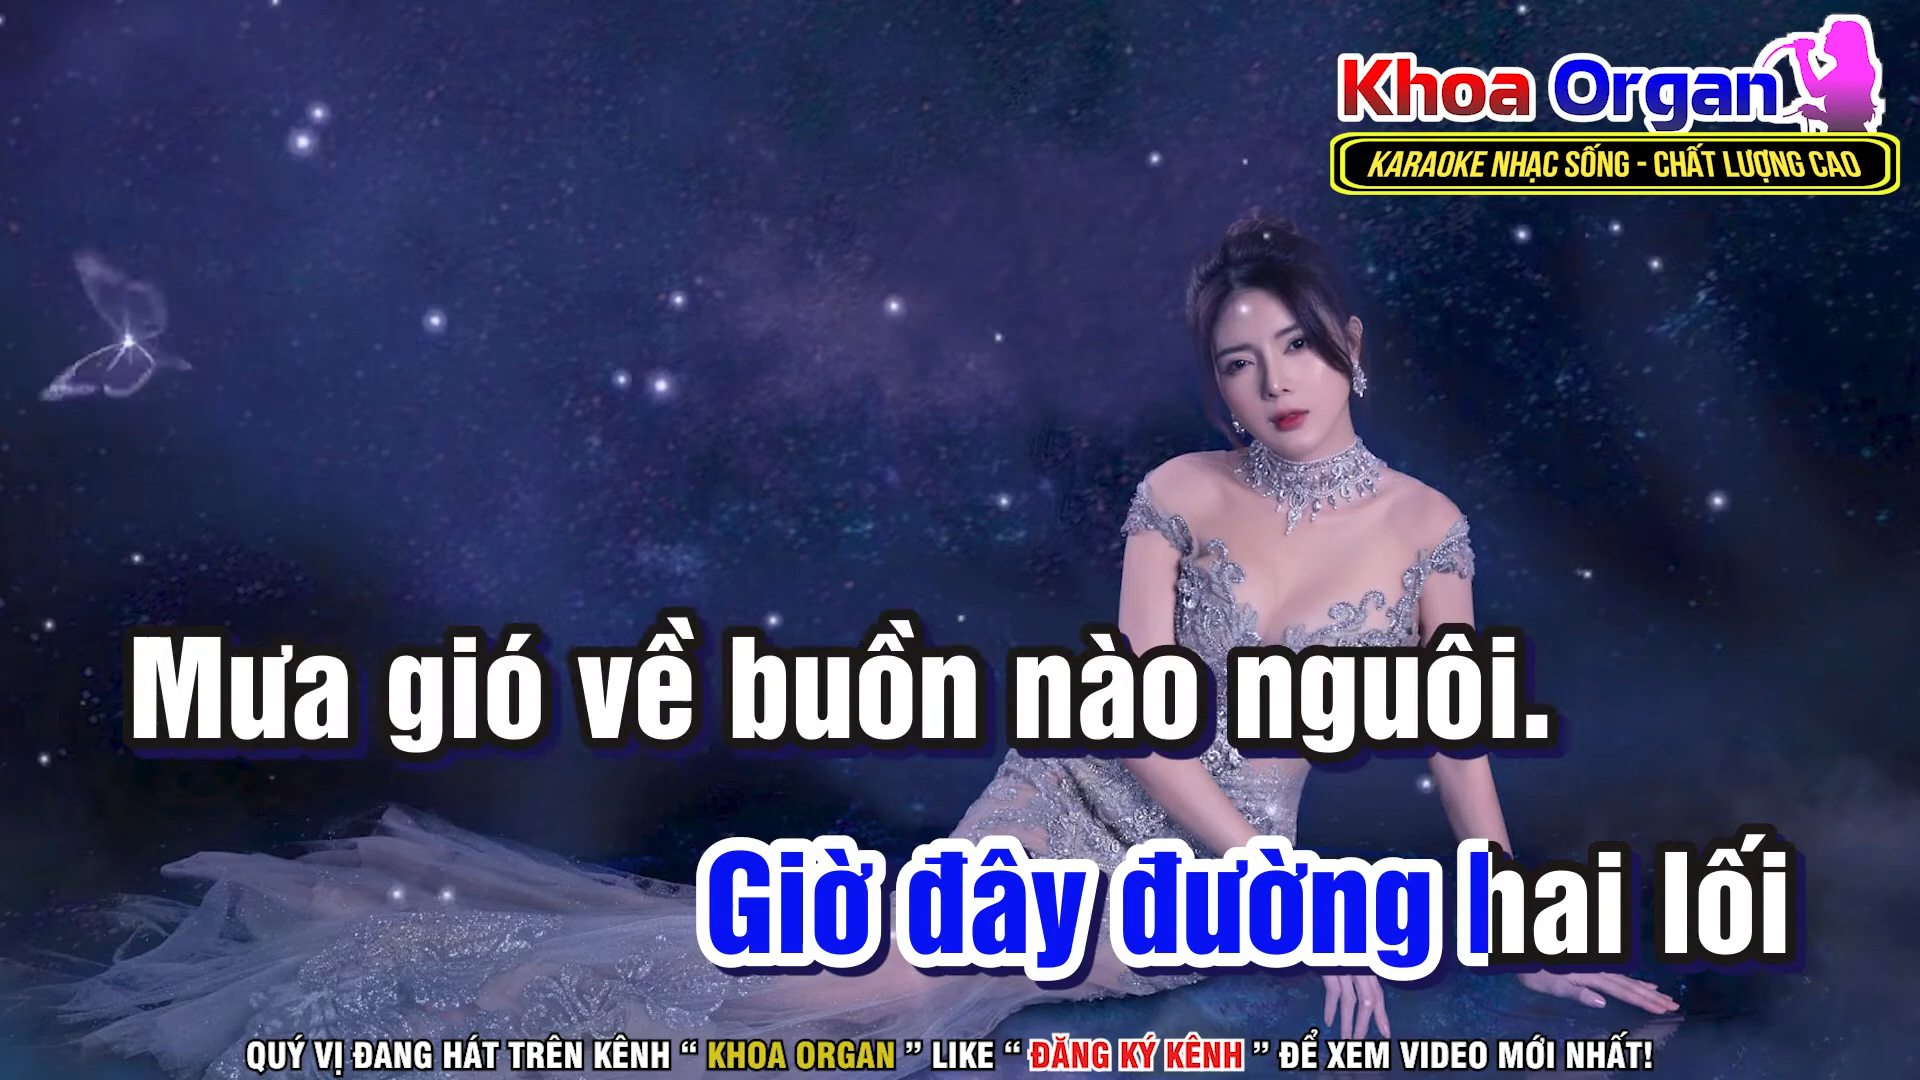 Khoa Organ
KARAOKE NHẠC SỐNG - CHẤT LƯỢNG CAO
Mưa gió về buồn nào nguôi.
Giờ đây đường hai lối
QUÝ VỊ ĐANG HÁT TRÊN KÊNH “ KHOA ORGAN ” LIKE “ ĐĂNG KÝ KÊNH ” ĐỂ XEM VIDEO MỚI NHẤT!